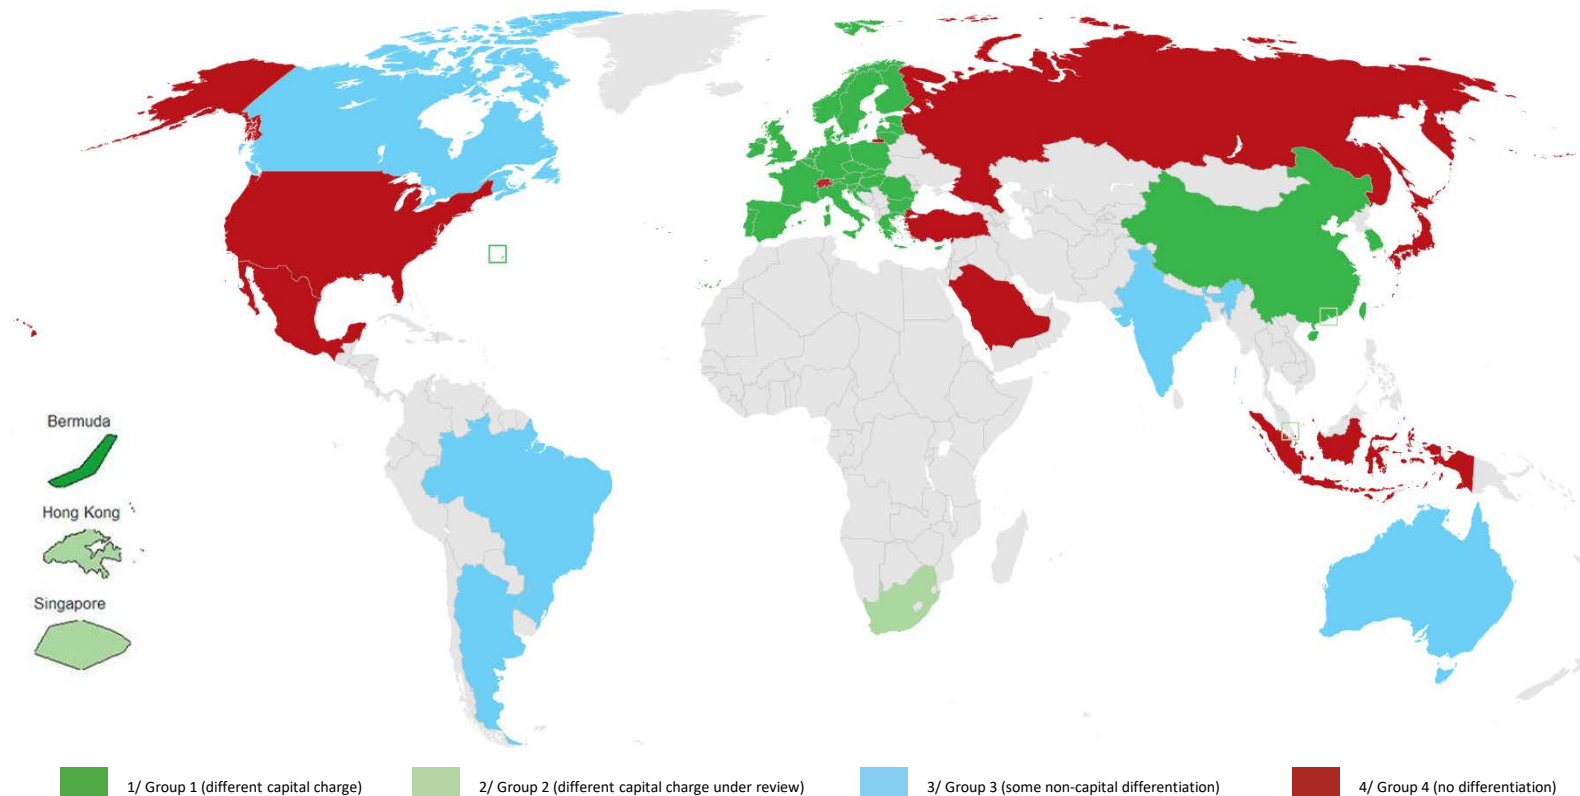 Bermuda
Hong Kong
Singapore
1/ Group 1 (different capital charge)
2/ Group 2 (different capital charge under review)
3/ Group 3 (some non-capital differentiation)
4/ Group 4 (no differentiation)